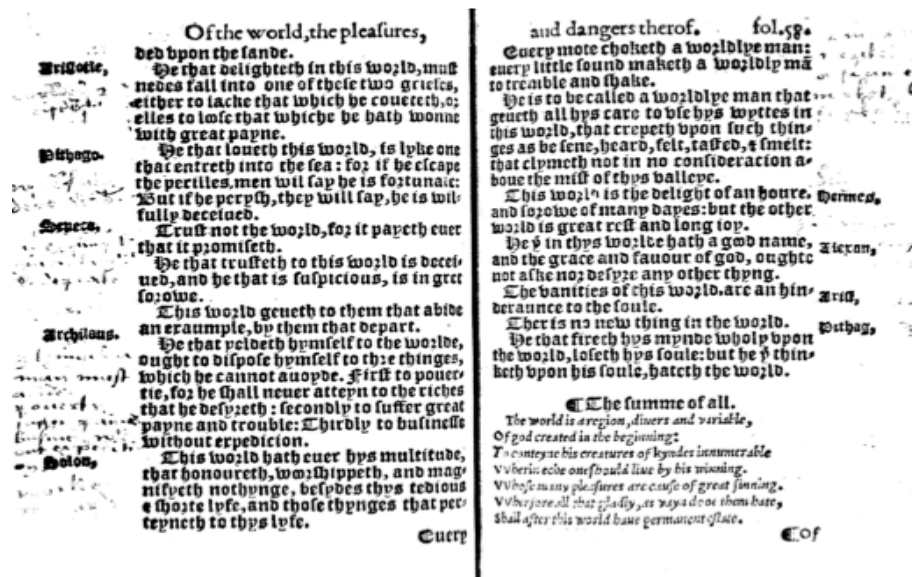 Of the world, the pleasures,
ded vpon the sande.
Aristotle,
He that delighteth in this world, must
nedes fall into one of these two grieses,
either to lacke that which he coueteth, or
elles to lose that whiche he hath wonne
with great payne.
Pithago.
He that loueth this world, is lyke one
that entreth into the sea: for if he escape
the perilles, men wil say he is fortunate:
But if he perysh, they will say, he is wil-
fully deceiued.
Seneca,
Trust not the world, for it payeth euer
that it promiseth.
He that trusteth to this world is decei-
ued, and he that is suspicious, is in gret
sorowe.
This world geueth to them that abide
an exaumple, by them that depart.
Archilaus.
He that yeldeth hymself to the worlde,
ought to dispose hymself to thre thinges,
man must
which he cannot auoyde. First to pouer-
tie, for he shall neuer atteyn to the riches
that he desyreth: secondly to suffer great
payne and trouble: Thirdly to businesse
without expedicion.
Solon,
This world hath euer hys multitude,
that honoureth, worshippeth, and mag-
nifyeth nothynge, besydes thys tedious
& shorte lyfe, and those thynges that per-
teyneth to thys lyfe.
Euery
and dangers therof. fol.58.
Euery mote choketh a worldlye man:
euery little sound maketh a worldly mā
to tremble and shake.
He is to be called a worldlye man that
geueth all hys care to vse hys wyttes in
this world, that crepeth vpon such thin-
ges as be sene, heard, felt, tasted, & smelt:
that clymeth not in no consideracion a-
boue the mist of thys valleye.
This world is the delight of an houre,
Hermes,
and sorowe of many dayes: but the other
world is great rest and long ioy.
He yͭ in thys worlde hath a good name,
Alexan,
and the grace and fauour of god, oughte
not aske nor desyre any other thyng.
The vanities of this world. are an hin-
Arist,
deraunce to the soule.
Ther is no new thing in the world.
Pithag,
He that fixeth hys mynde wholy vpon
the world, loseth hys soule: but he yͭ thin-
keth vpon his soule, hateth the world.
¶The summe of all.
The world is a region, diuers and variable,
Of god created in the beginning:
To conteyne his creatures of kyndes innumerable
VVherin eche one should liue by his winning.
VVhose many pleasures are cause of great sinning.
VVherfore all that gladly, as vayn dooe them hate,
Shall after this world haue permanent estate.
¶Of